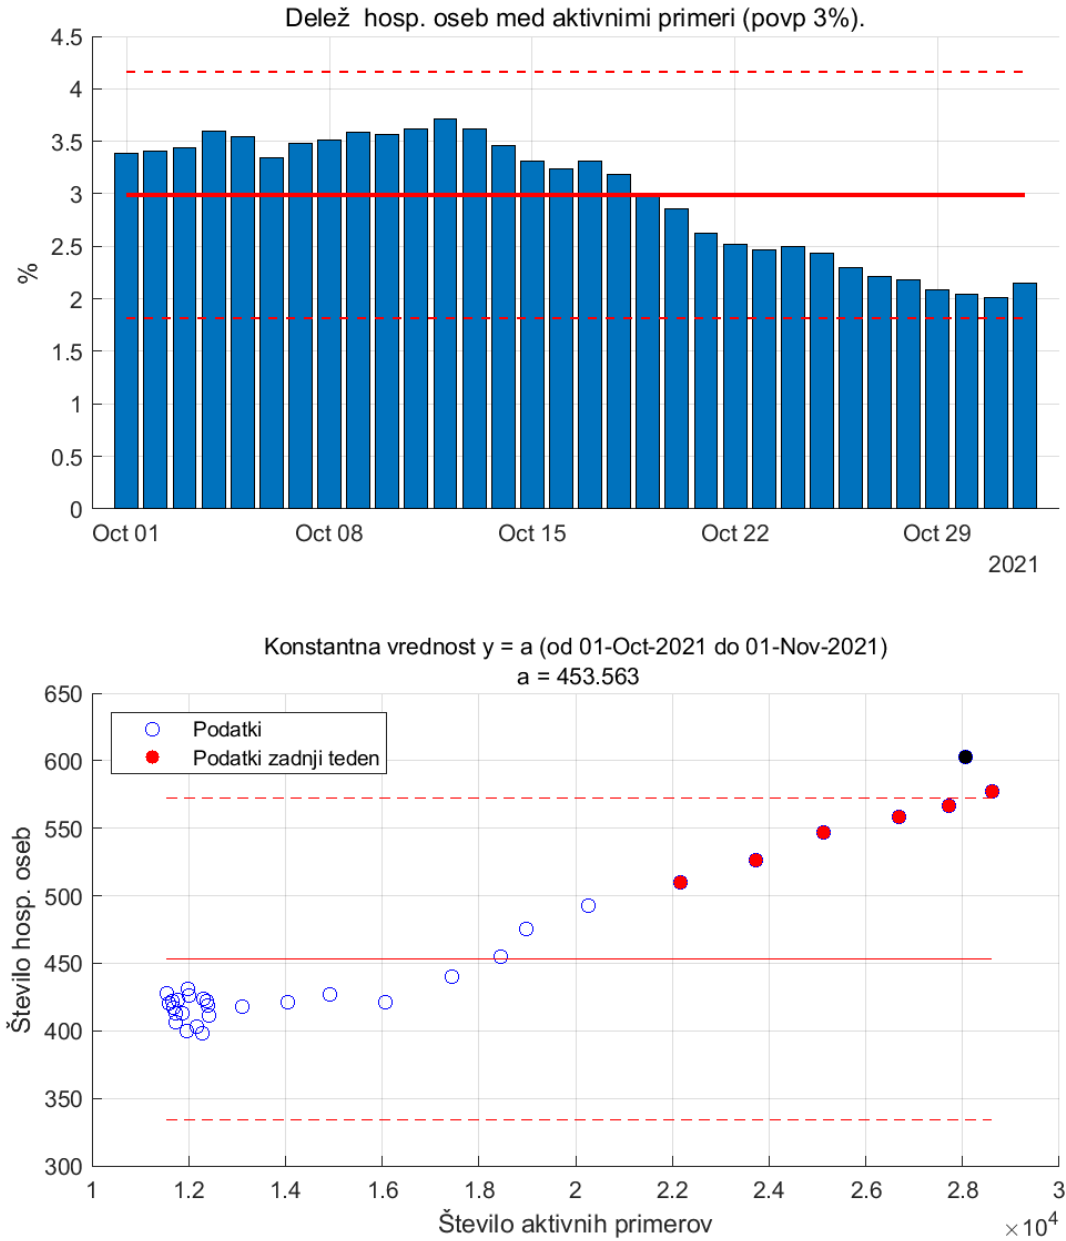 Delež  hosp. oseb med aktivnimi primeri (povp 3%).
4.5
4
3.5
3
2.5
2
1.5
1
0.5
0
%
Oct 01 Oct 08 Oct 15 Oct 22 Oct 29
2021
Konstantna vrednost y = a (od 01-Oct-2021 do 01-Nov-2021)
a = 453.563
650
600
550
500
450
400
350
300
Število hosp. oseb
Podatki
Podatki zadnji teden
1 1.2 1.4 1.6 1.8 2 2.2 2.4 2.6 2.8 3
Število aktivnih primerov
×10⁴